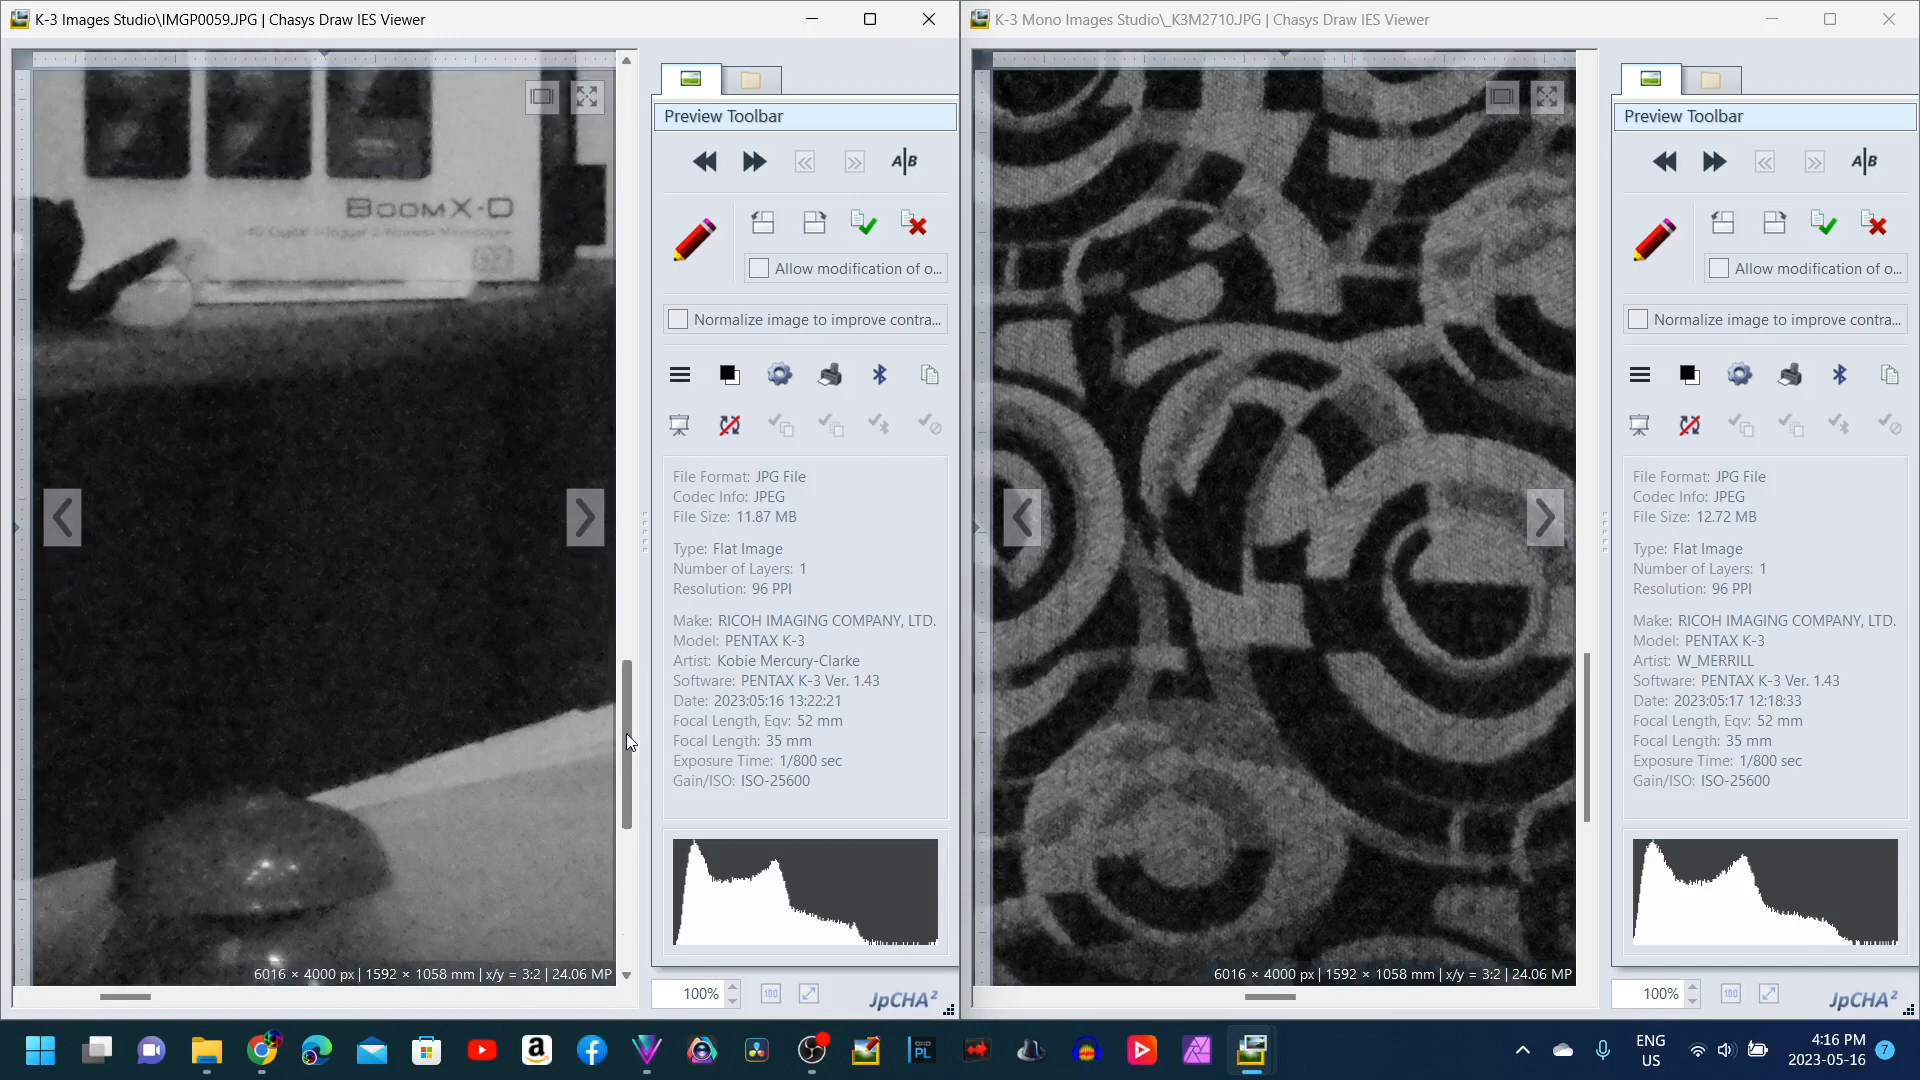 K-3 Images Studio\IMGP0059.JPG | Chasys Draw IES Viewer
BOOMX-D
6016 × 4000 px | 1592 × 1058 mm | x/y = 3:2 | 24.06 MP
Preview Toolbar
A|B
Allow modification of o...
Normalize image to improve contra...
File Format: JPG File
Codec Info: JPEG
File Size: 11.87 MB
Type: Flat Image
Number of Layers: 1
Resolution: 96 PPI
Make: RICOH IMAGING COMPANY, LTD.
Model: PENTAX K-3
Artist: Kobie Mercury-Clarke
Software: PENTAX K-3 Ver. 1.43
Date: 2023:05:16 13:22:21
Focal Length, Eqv: 52 mm
Focal Length: 35 mm
Exposure Time: 1/800 sec
Gain/ISO: ISO-25600
100%
100
JpCHA²
K-3 Mono Images Studio\_K3M2710.JPG | Chasys Draw IES Viewer
6016 × 4000 px | 1592 × 1058 mm | x/y = 3:2 | 24.06 MP
Preview Toolbar
A|B
Allow modification of o...
Normalize image to improve contra...
File Format: JPG File
Codec Info: JPEG
File Size: 12.72 MB
Type: Flat Image
Number of Layers: 1
Resolution: 96 PPI
Make: RICOH IMAGING COMPANY, LTD.
Model: PENTAX K-3
Artist: W_MERRILL
Software: PENTAX K-3 Ver. 1.43
Date: 2023:05:17 12:18:33
Focal Length, Eqv: 52 mm
Focal Length: 35 mm
Exposure Time: 1/800 sec
Gain/ISO: ISO-25600
100%
100
JpCHA²
a
PL
ENG
US
4:16 PM
2023-05-16
7